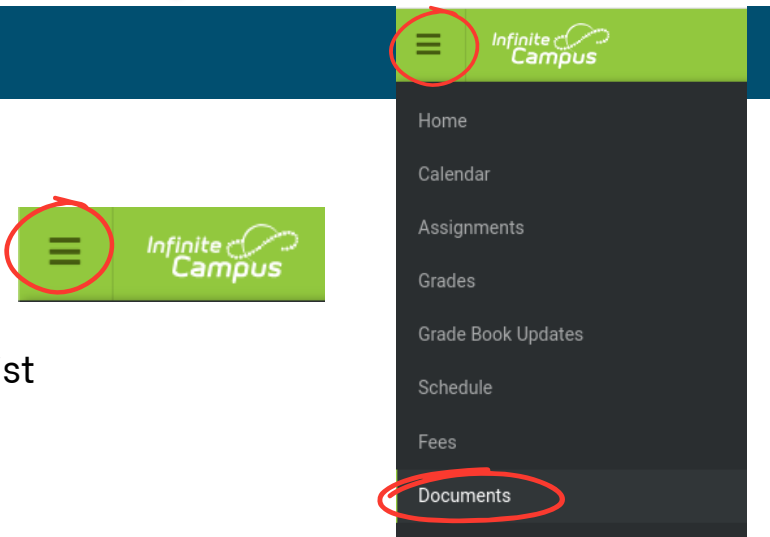 Infinite
Campus
st
Infinite
Campus
Home
Calendar
Assignments
Grades
Grade Book Updates
Schedule
Fees
Documents